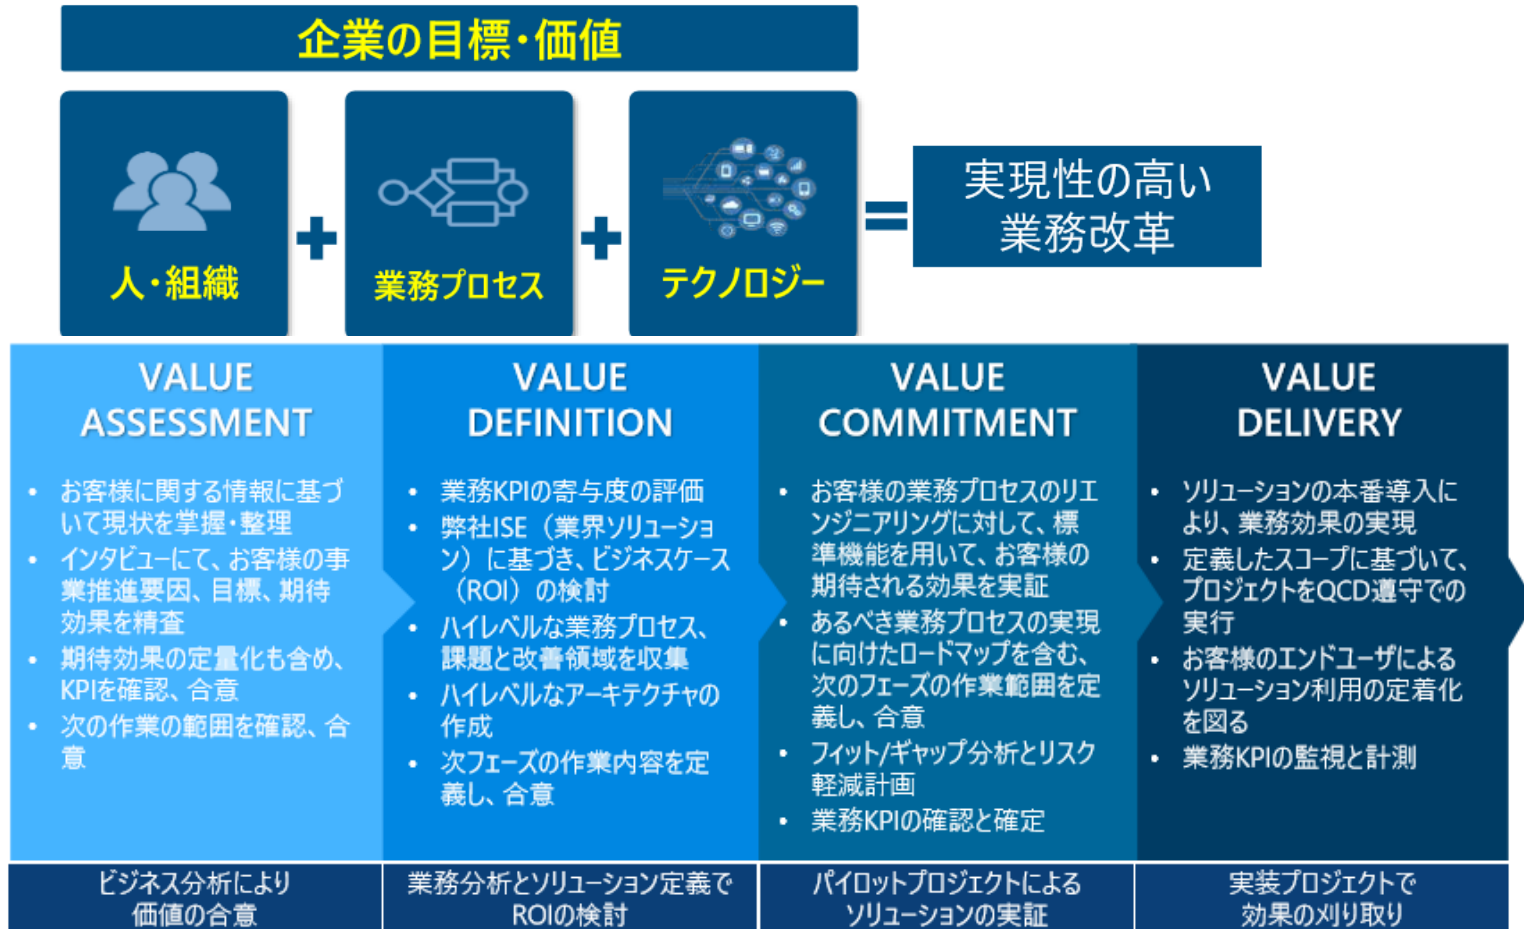 企業の目標・価値
人・組織
業務プロセス
テクノロジー
実現性の高い
業務改革
VALUE
ASSESSMENT
• お客様に関する情報に基づ
いて現状を掌握・整理
• インタビューにて、お客様の事
業推進要因、目標、期待
効果を精査
• 期待効果の定量化も含め、
KPIを確認、合意
• 次の作業の範囲を確認、合
意
ビジネス分析により
価値の合意
VALUE
DEFINITION
• 業務KPIの寄与度の評価
• 弊社ISE（業界ソリューショ
ン）に基づき、ビジネスケース
（ROI）の検討
• ハイレベルな業務プロセス、
課題と改善領域を収集
• ハイレベルなアーキテクチャの
作成
• 次フェーズの作業内容を定
義し、合意
業務分析とソリューション定義で
ROIの検討
VALUE
COMMITMENT
• お客様の業務プロセスのリエ
ンジニアリングに対して、標
準機能を用いて、お客様の
期待される効果を実証
• あるべき業務プロセスの実現
に向けたロードマップを含む、
次のフェーズの作業範囲を定
義し、合意
• フィット/ギャップ分析とリスク
軽減計画
• 業務KPIの確認と確定
パイロットプロジェクトによる
ソリューションの実証
VALUE
DELIVERY
• ソリューションの本番導入に
より、業務効果の実現
• 定義したスコープに基づいて、
プロジェクトをQCD遵守での
実行
• お客様のエンドユーザによる
ソリューション利用の定着化
を図る
• 業務KPIの監視と計測
実装プロジェクトで
効果の刈り取り